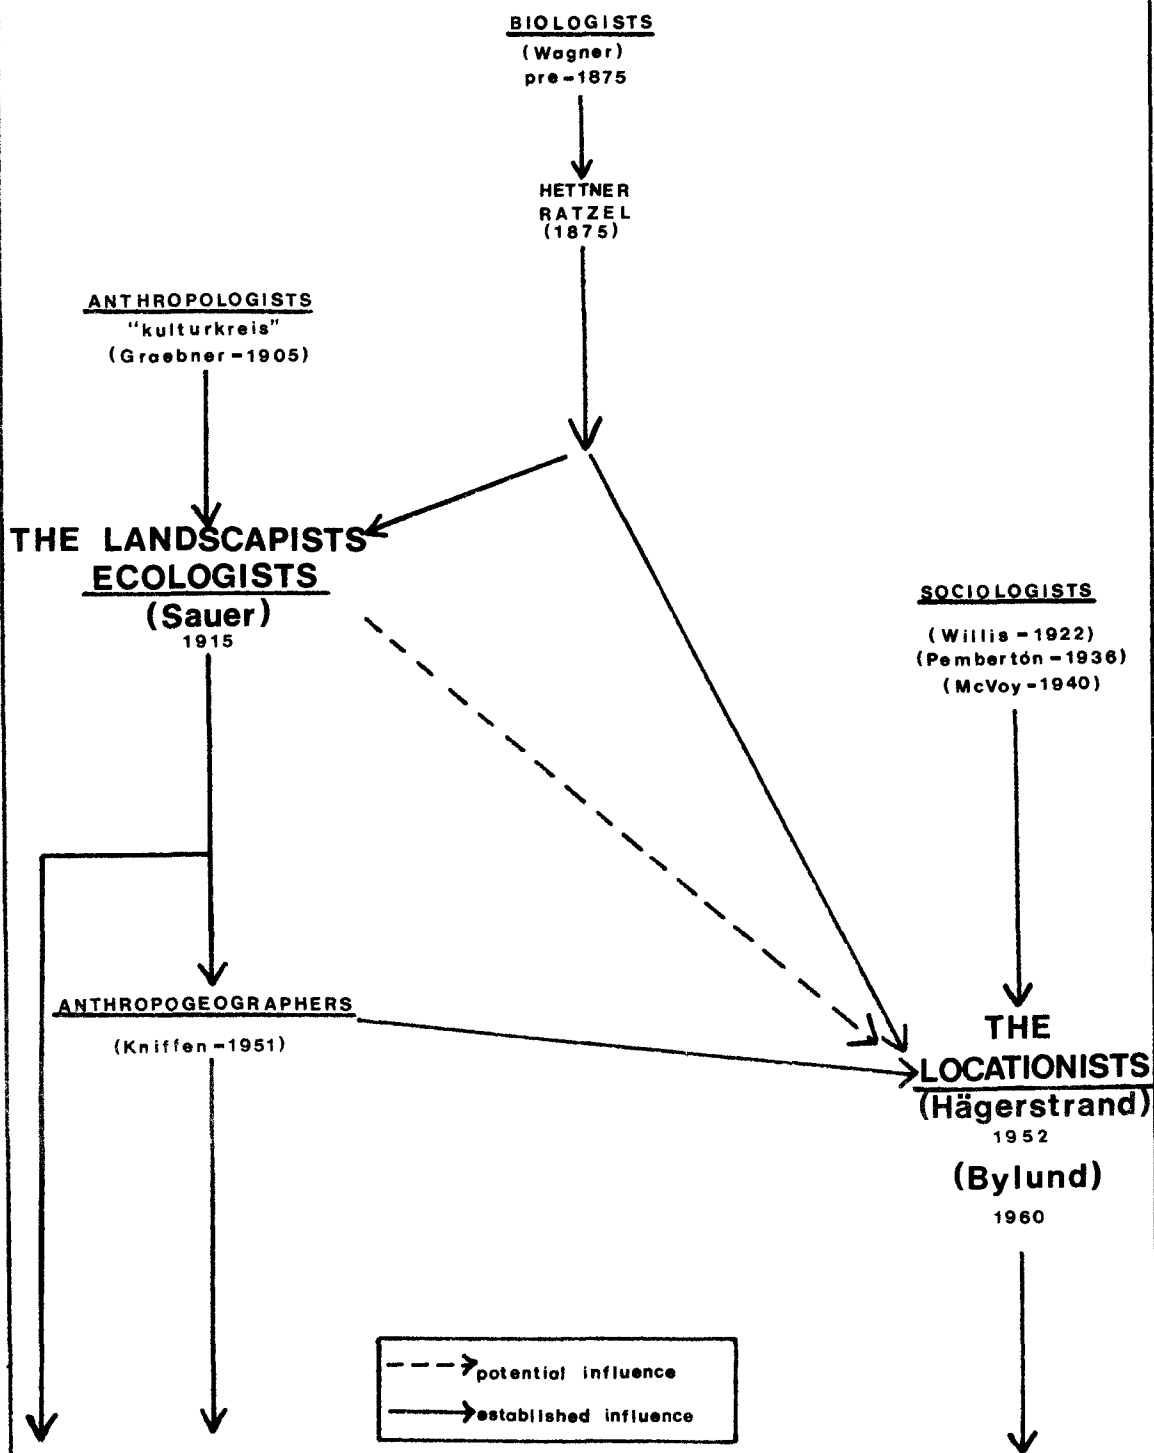 BIOLOGISTS
(Wagner)
pre-1875
HETTNER
RATZEL
(1875)
ANTHROPOLOGISTS
"kulturkreis"
(Graebner-1905)
THE LANDSCAPISTS
ECOLOGISTS
(Sauer)
1915
SOCIOLOGISTS
(Willis-1922)
(Pembertón-1936)
(McVoy-1940)
ANTHROPOGEOGRAPHERS
(Kniffen-1951)
THE
LOCATIONISTS
(Hägerstrand)
1952
(Bylund)
1960
potential influence
established influence